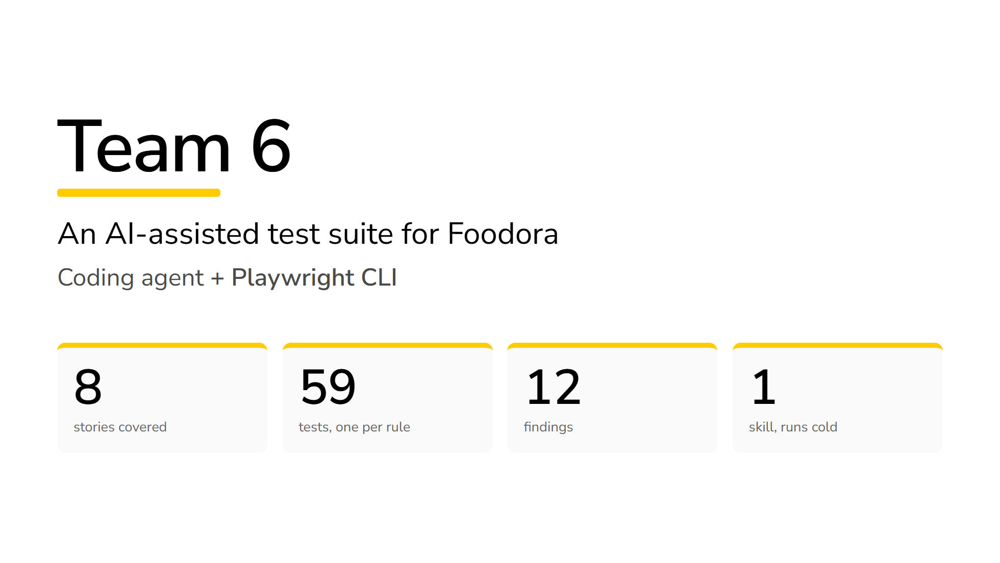 Team 6
An AI-assisted test suite for Foodora
Coding agent + Playwright CLI
8
stories covered
59
tests, one per rule
12
findings
1
skill, runs cold